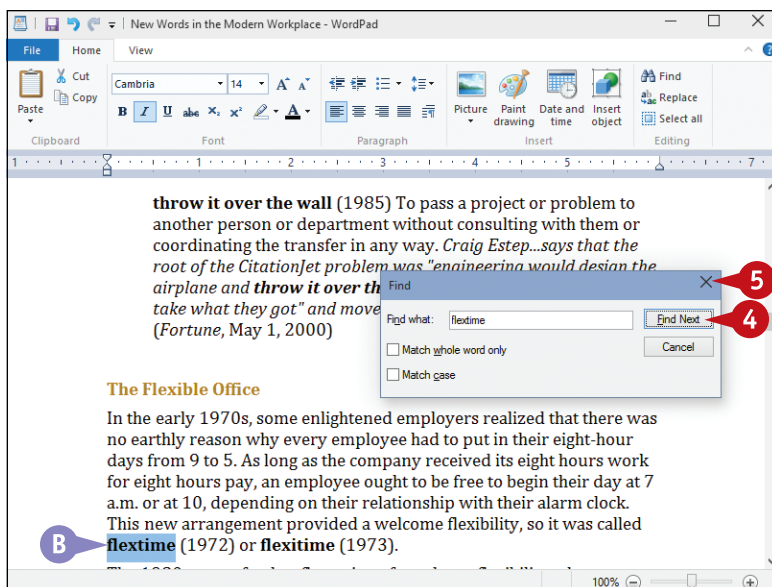 New Words in the Modern Workplace - WordPad
File Home View
Paste
Cut
Copy
Clipboard
Cambria 14 A A
B I U abc X₂ X² A
Font
Paragraph
Picture
Paint drawing
Date and time
Insert object
Insert
Find
Replace
Select all
Editing
1 1 2 3 4 5 7
throw it over the wall (1985) To pass a project or problem to
another person or department without consulting with them or
coordinating the transfer in any way. Craig Estep...says that the
root of the CitationJet problem was "engineering would design the
airplane and throw it over th
take what they got" and move
(Fortune, May 1, 2000)
Find
5
Find what: flextime Find Next
4
Match whole word only Cancel
Match case
The Flexible Office
In the early 1970s, some enlightened employers realized that there was
no earthly reason why every employee had to put in their eight-hour
days from 9 to 5. As long as the company received its eight hours work
for eight hours pay, an employee ought to be free to begin their day at 7
a.m. or at 10, depending on their relationship with their alarm clock.
This new arrangement provided a welcome flexibility, so it was called
B
flextime (1972) or flexitime (1973).
100%